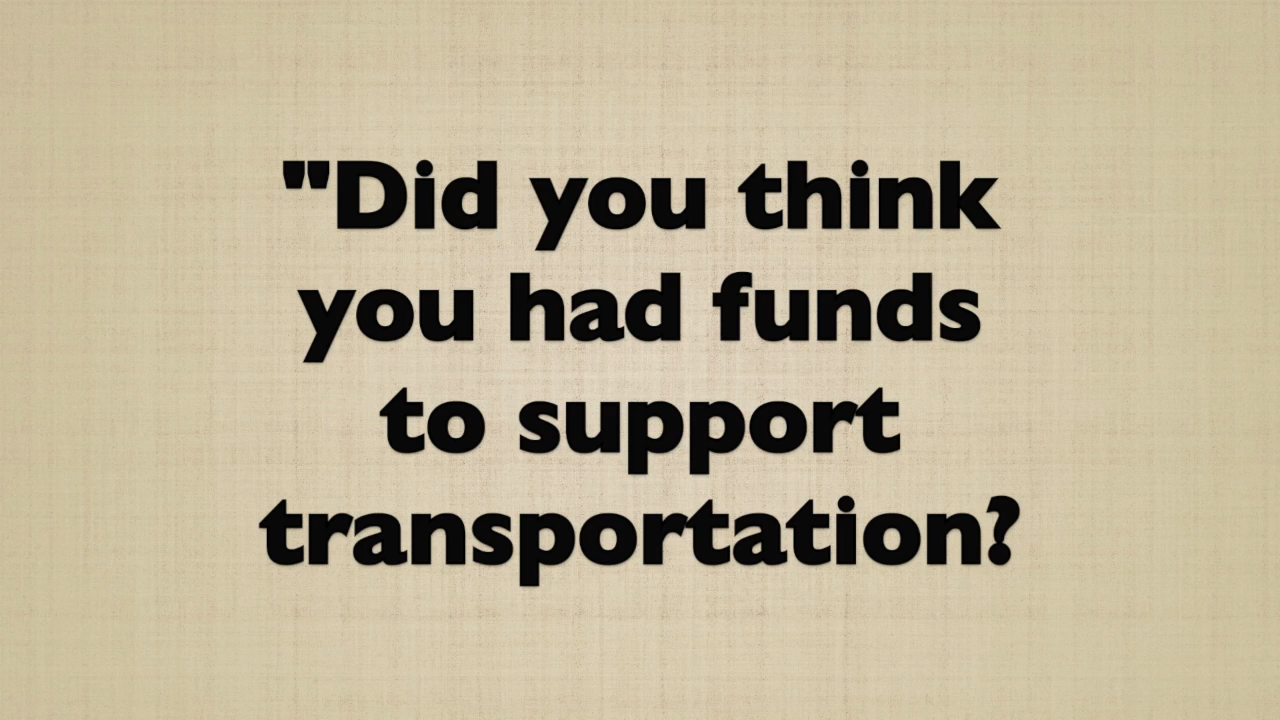 "Did you think
you had funds
to support
transportation?